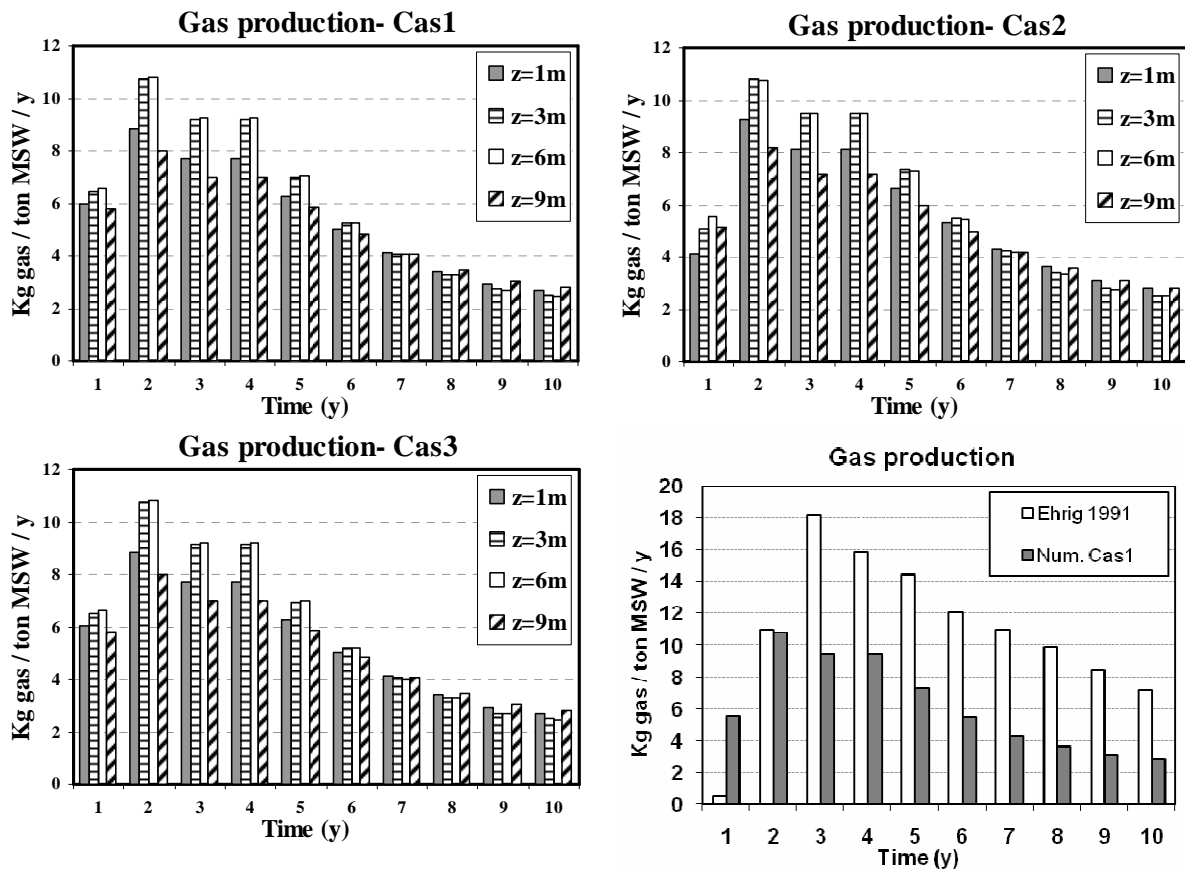 Gas production- Cas1
Kg gas / ton MSW / y
12
10
8
6
4
2
0
z=1m
z=3m
z=6m
z=9m
1 2 3 4 5 6 7 8 9 10
Time (y)
Gas production- Cas2
Kg gas / ton MSW / y
12
10
8
6
4
2
0
z=1m
z=3m
z=6m
z=9m
1 2 3 4 5 6 7 8 9 10
Time (y)
Gas production- Cas3
Kg gas / ton MSW / y
12
10
8
6
4
2
0
z=1m
z=3m
z=6m
z=9m
1 2 3 4 5 6 7 8 9 10
Time (y)
Gas production
Kg gas / ton MSW / y
20
18
16
14
12
10
8
6
4
2
0
Ehrig 1991
Num. Cas1
1 2 3 4 5 6 7 8 9 10
Time (y)